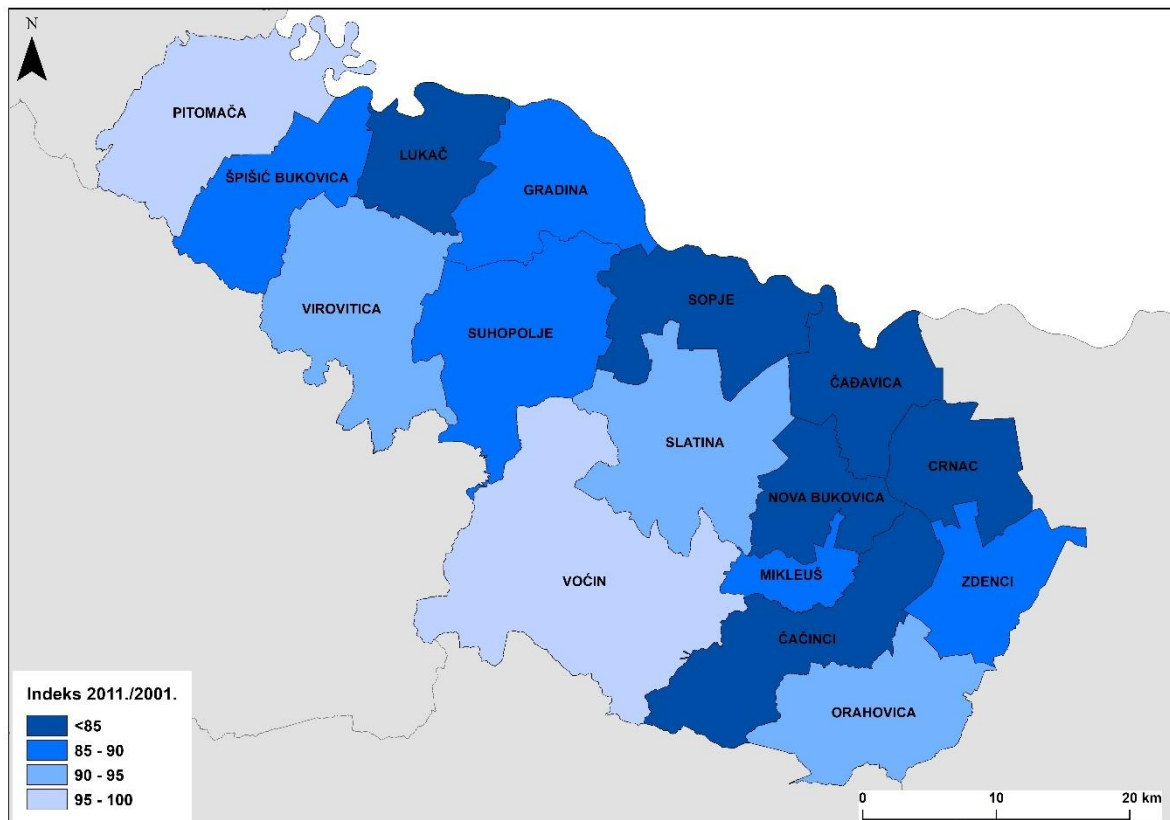 N
PITOMAČA
LUKAČ
ŠPIŠIĆ BUKOVICA
GRADINA
SOPJE
VIROVITICA
SUHOPOLJE
ČAĐAVICA
SLATINA
CRNAC
NOVA BUKOVICA
MIKLEUŠ
VOĆIN
ZDENCI
ČAČINCI
ORAHOVICA
Indeks 2011./2001.
<85
85 - 90
90 - 95
95 - 100
0 10 20 km